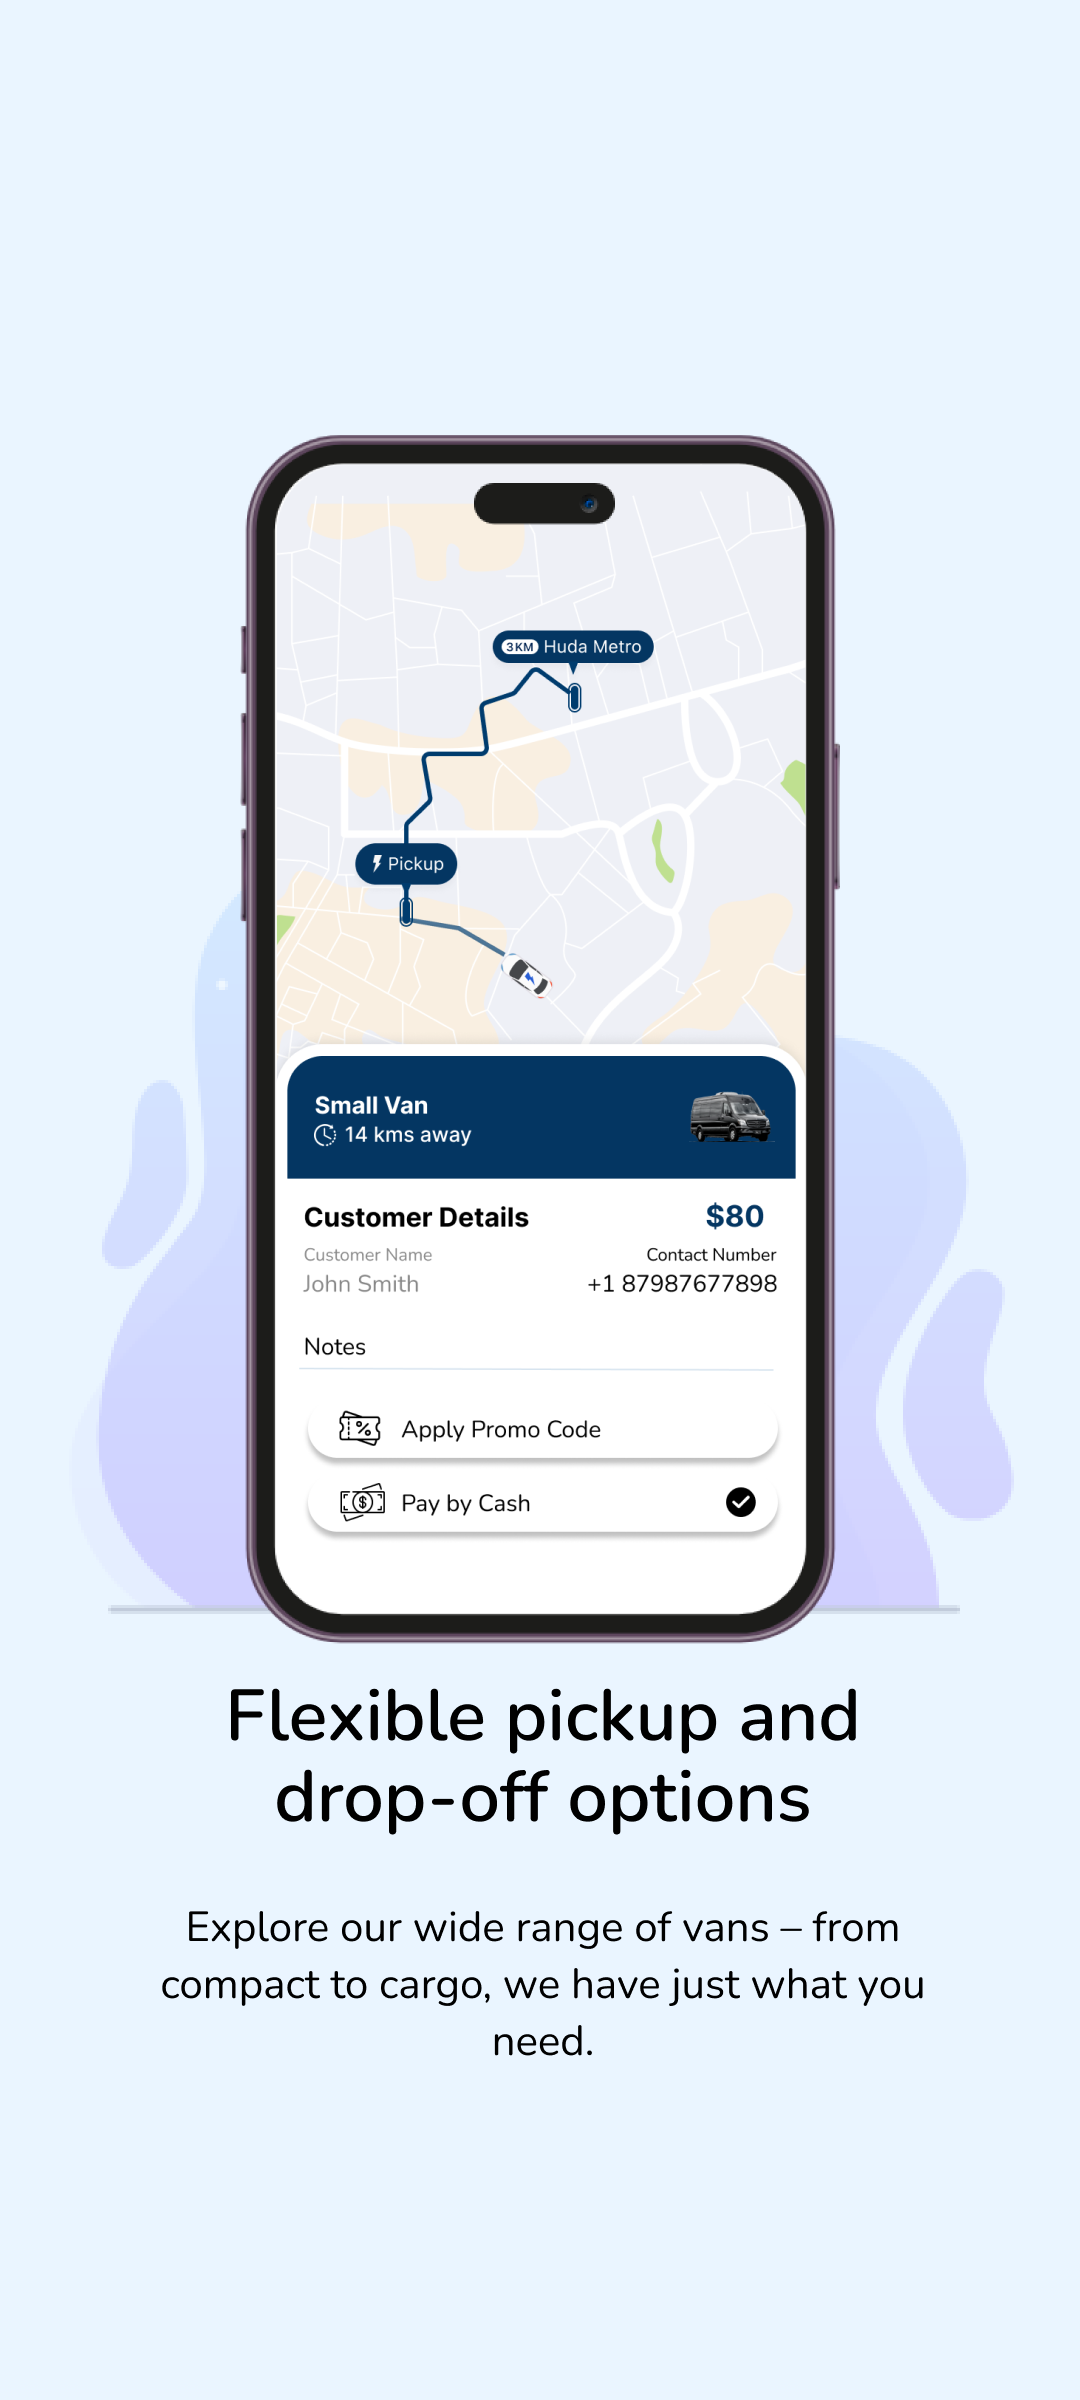 3KM Huda Metro
Pickup
Small Van
14 kms away
Customer Details $80
Customer Name Contact Number
John Smith +1 87987677898
Notes
Apply Promo Code
Pay by Cash
Flexible pickup and
drop-off options
Explore our wide range of vans – from
compact to cargo, we have just what you
need.